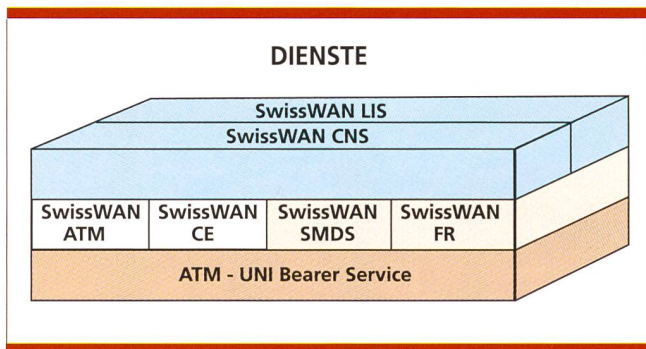 DIENSTE
SwissWAN LIS
SwissWAN CNS
SwissWAN
ATM
SwissWAN
CE
SwissWAN
SMDS
SwissWAN
FR
ATM - UNI Bearer Service